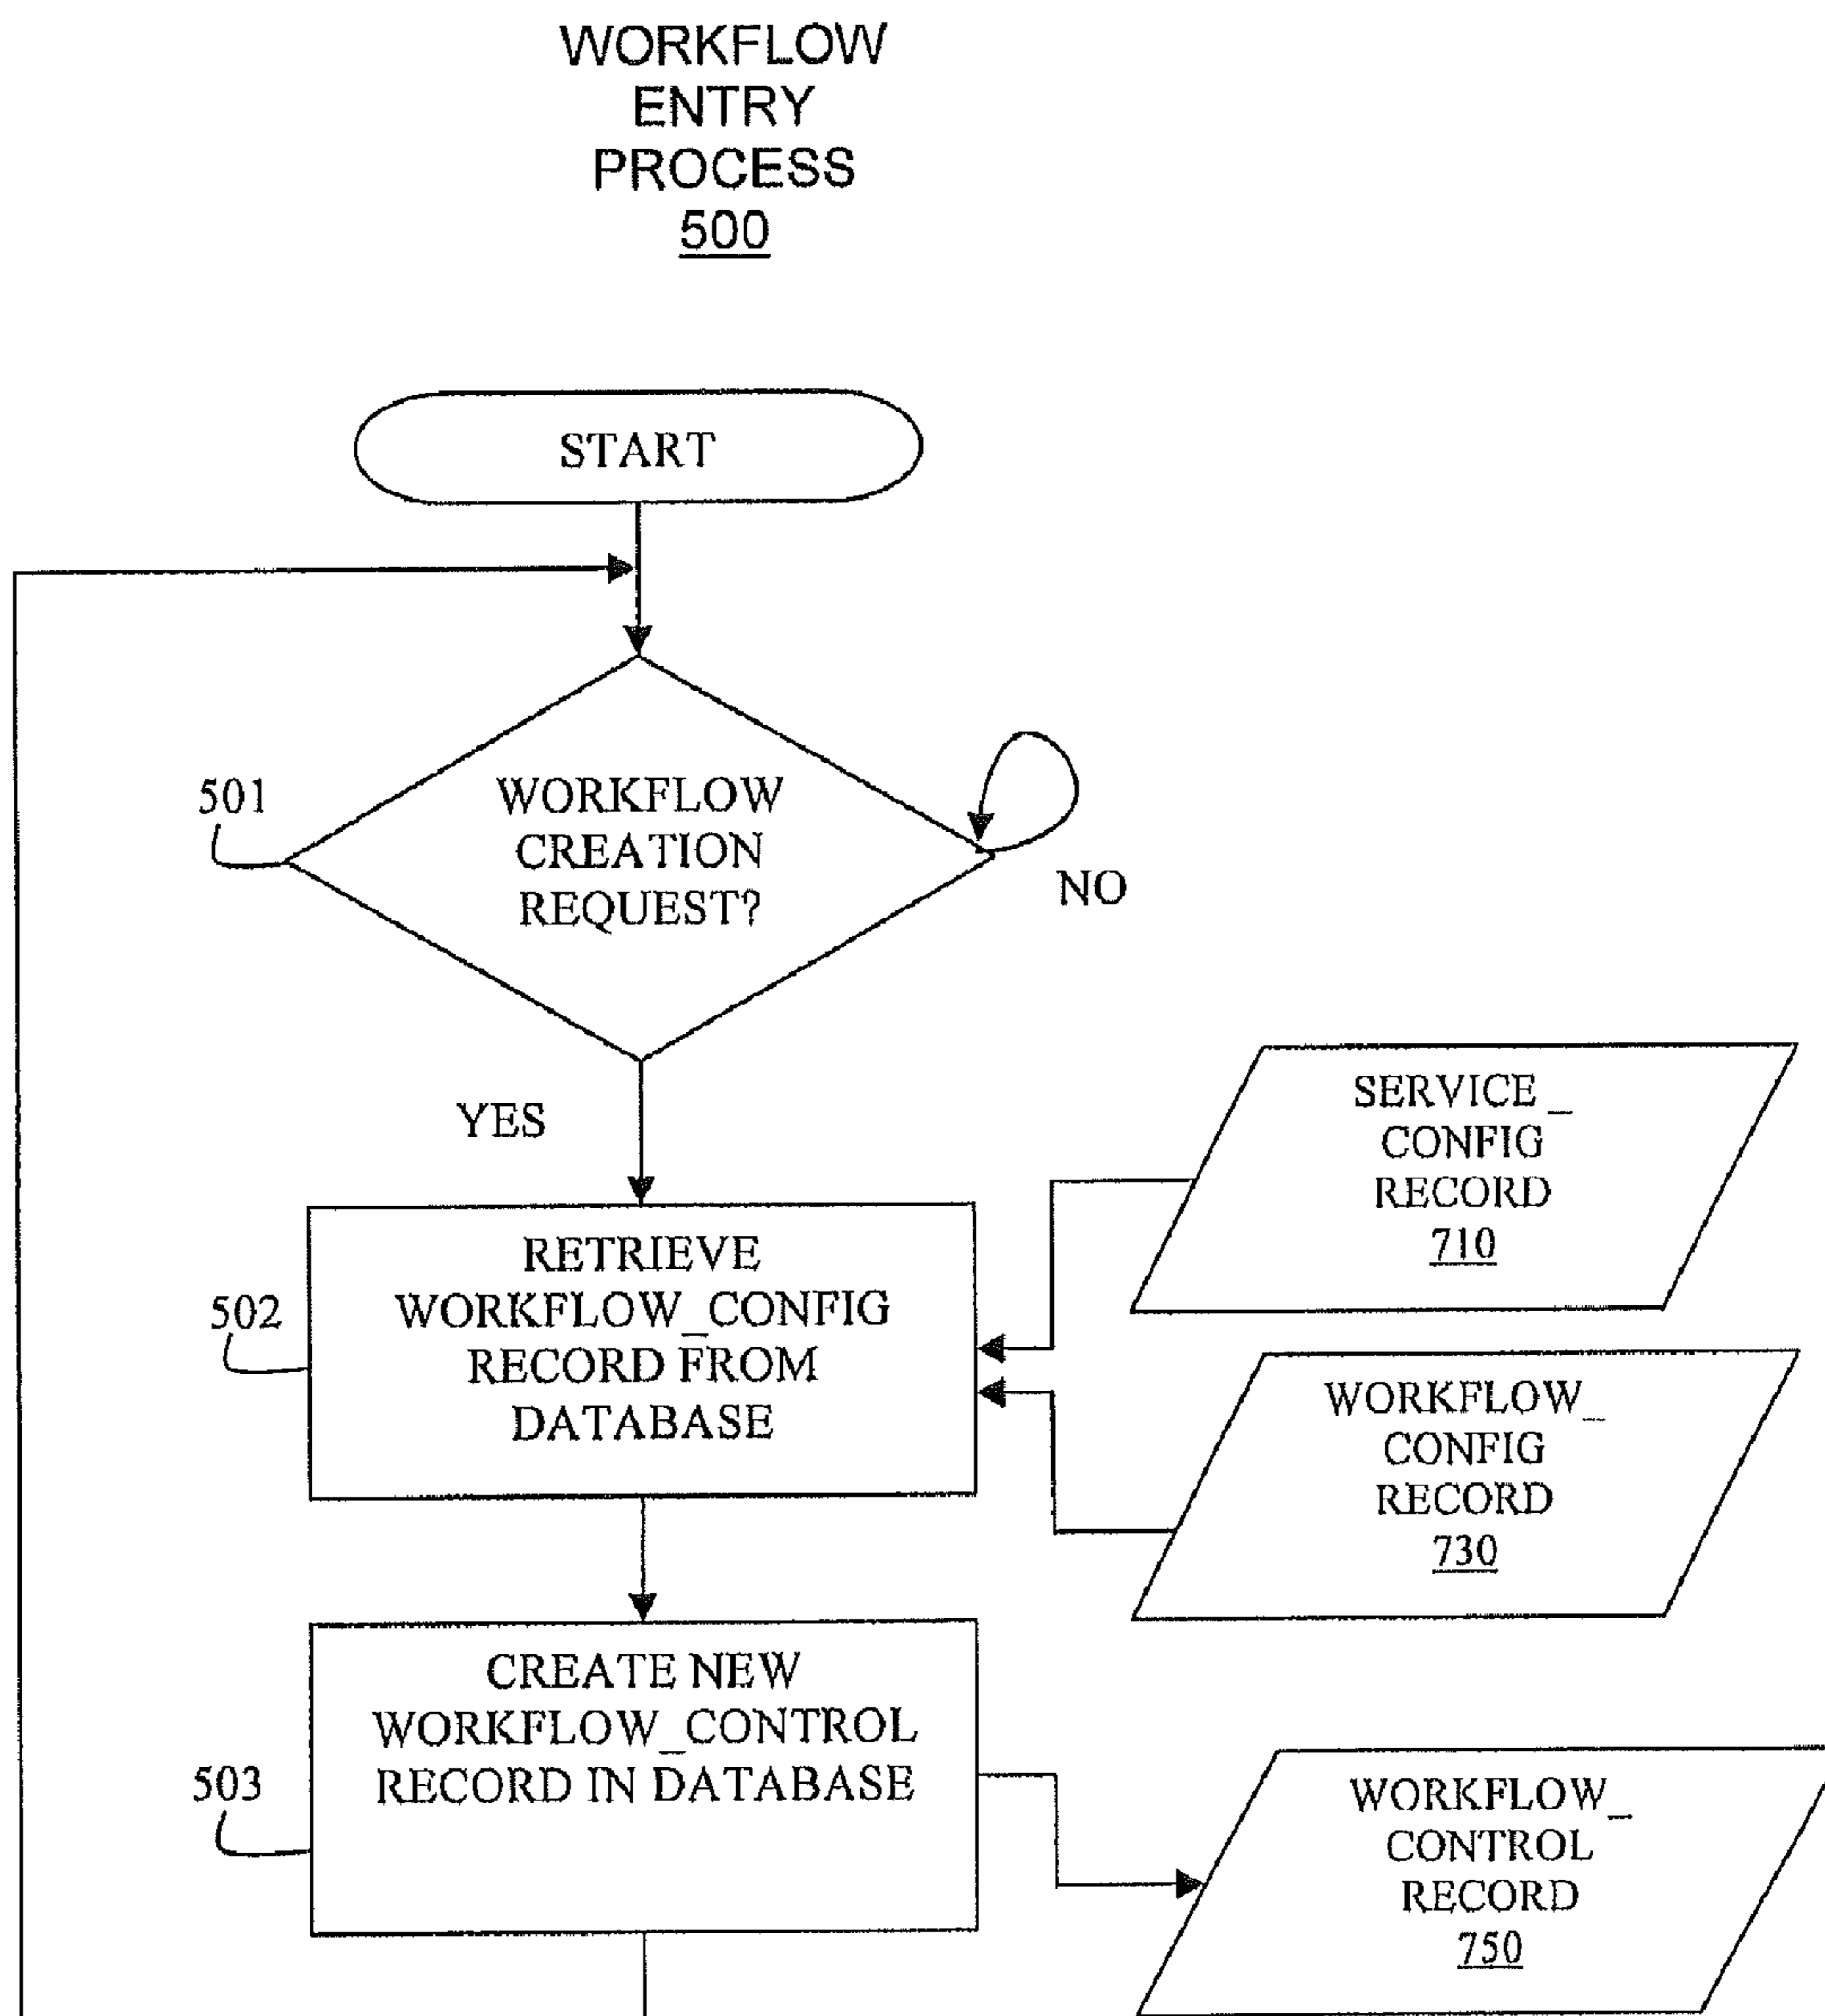 WORKFLOW
ENTRY
PROCESS
500
START
501
WORKFLOW
CREATION
REQUEST?
NO
YES
SERVICE_
CONFIG
RECORD
710
502
RETRIEVE
WORKFLOW_CONFIG
RECORD FROM
DATABASE
WORKFLOW_
CONFIG
RECORD
730
503
CREATE NEW
WORKFLOW_CONTROL
RECORD IN DATABASE
WORKFLOW_
CONTROL
RECORD
750